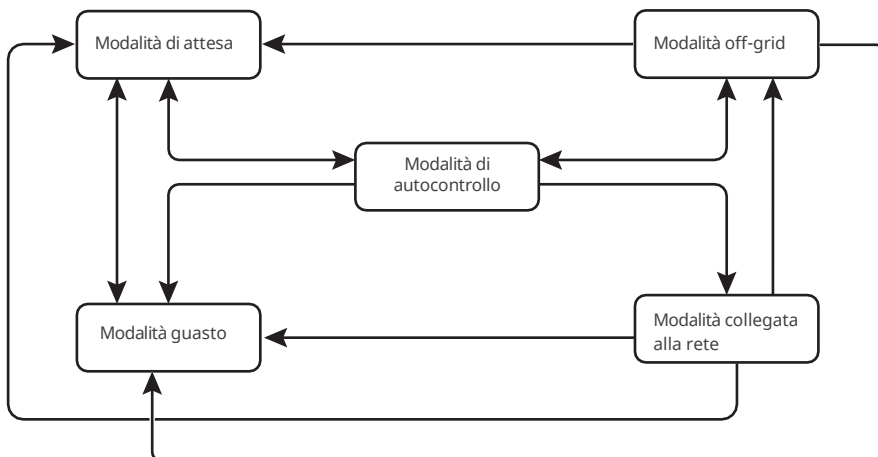 Modalità di attesa
Modalità off-grid
Modalità di
autocontrollo
Modalità guasto
Modalità collegata
alla rete